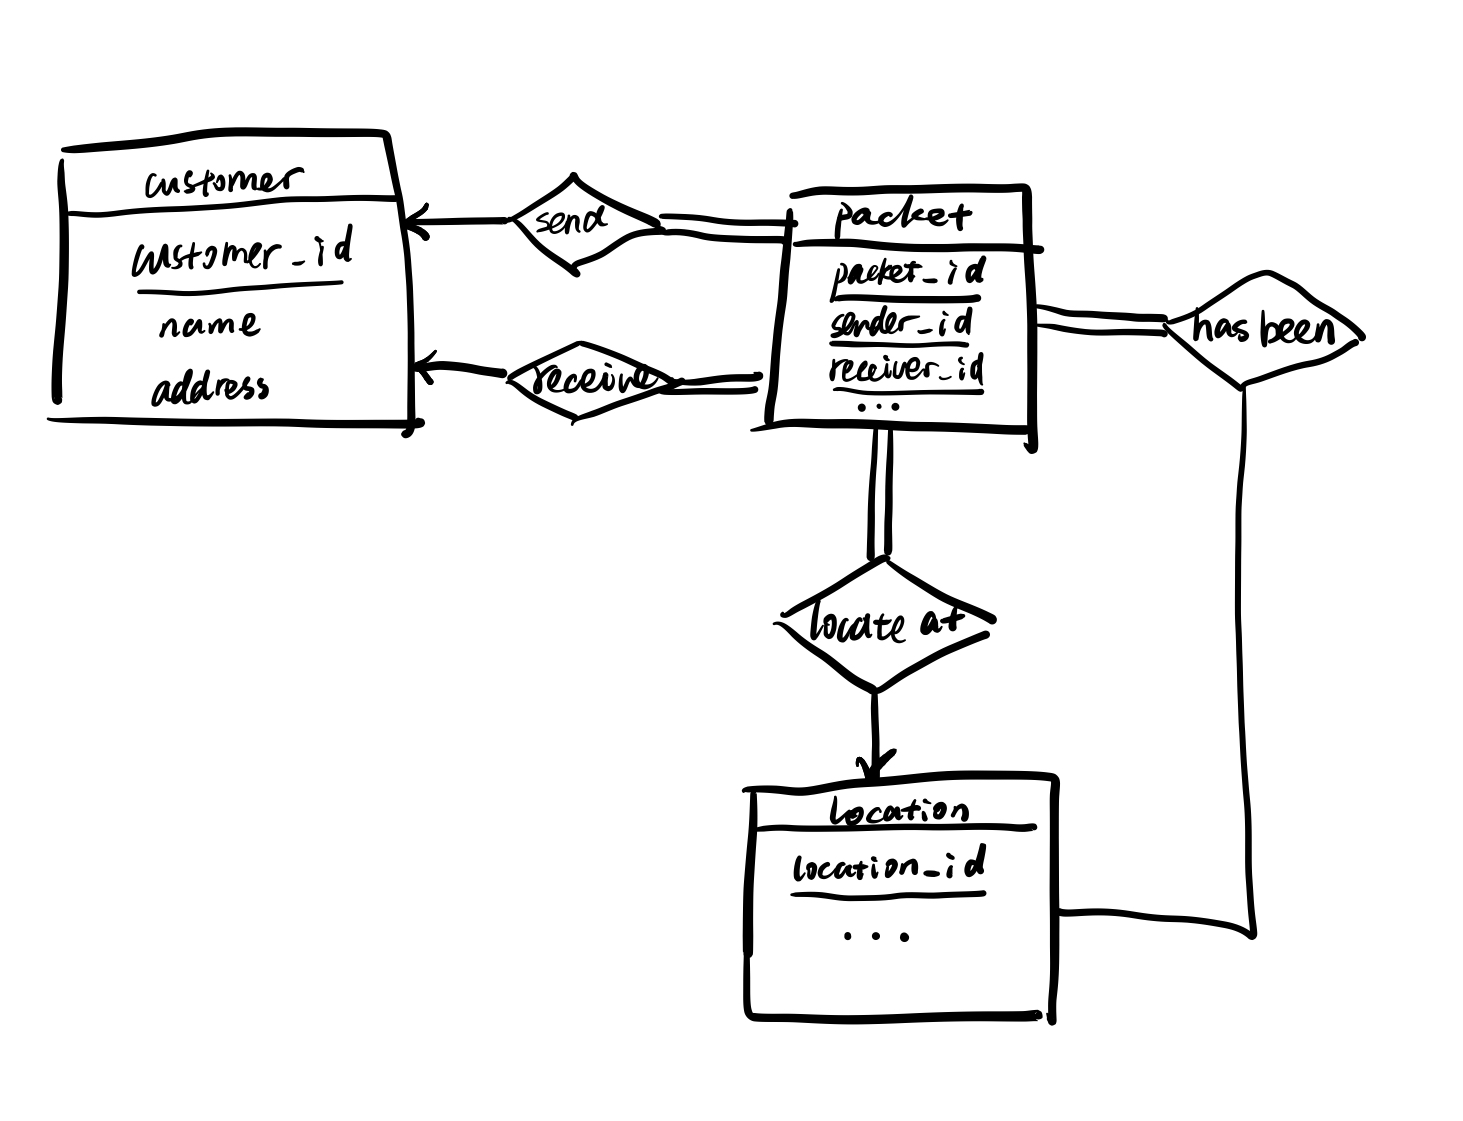 customer
customer_id
name
address
send
receive
packet
packet_id
sender_id
receiver_id
...
has been
locate at
location
location_id
...